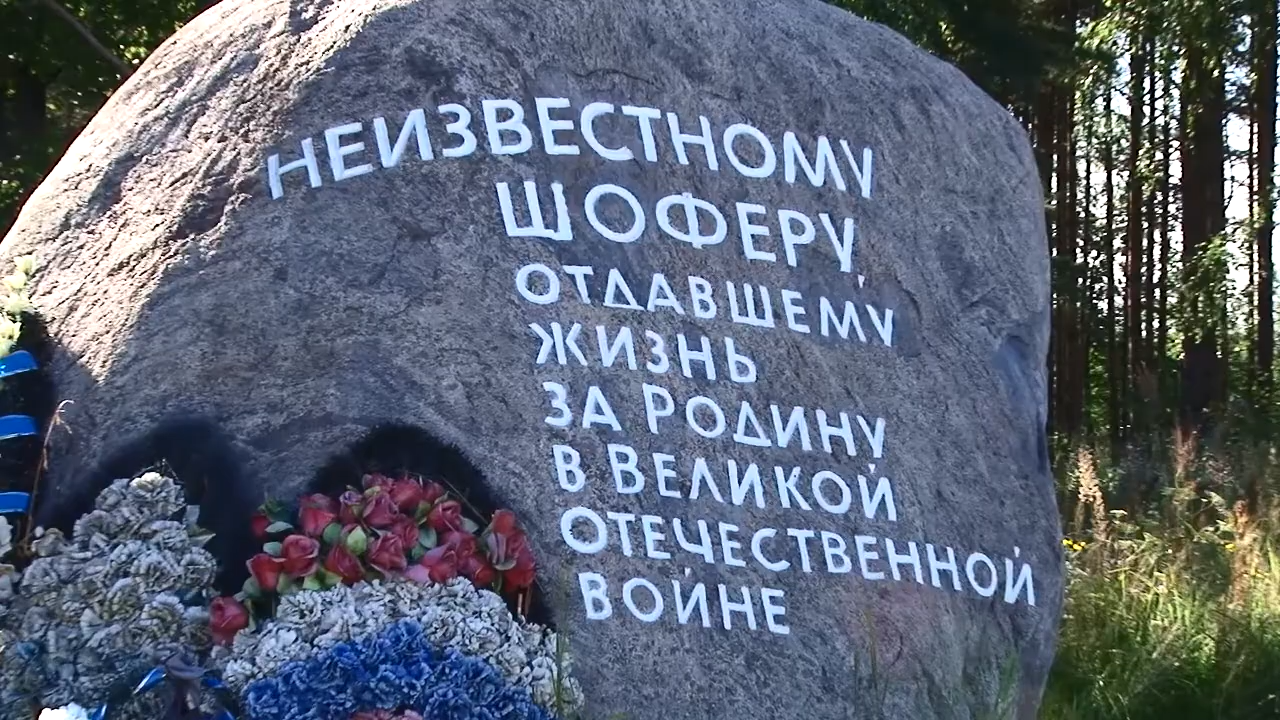 НЕИЗВЕСТНОМУ
ШОФЕРУ,
ОТДАВШЕМУ
ЖИЗНЬ
ЗА РОДИНУ
В ВЕЛИКОЙ
ОТЕЧЕСТВЕННОЙ
ВОЙНЕ